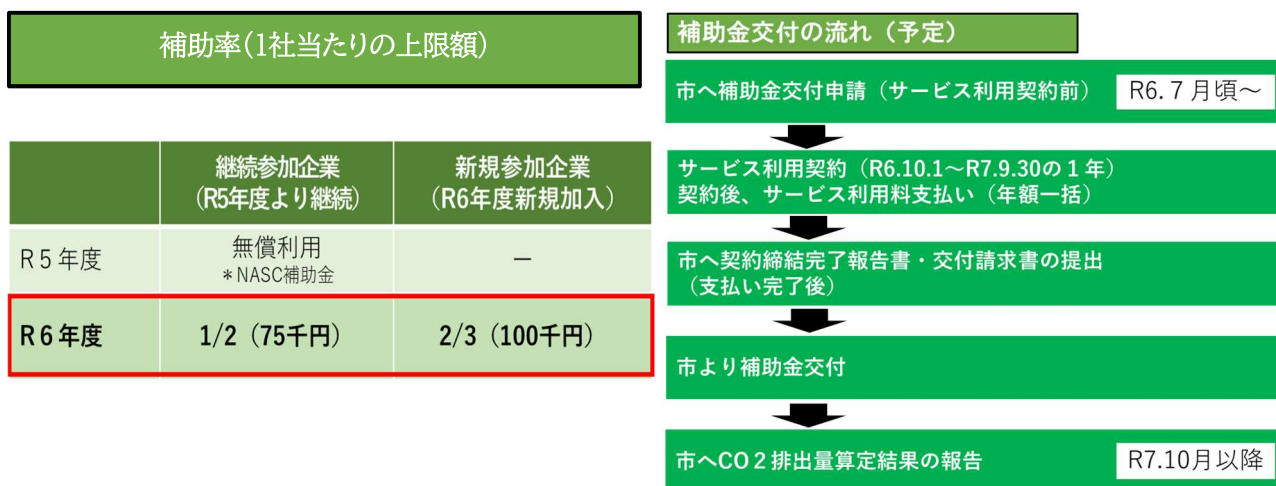 補助率(1社当たりの上限額)
継続参加企業
(R5年度より継続)
新規参加企業
(R6年度新規加入)
R5年度
無償利用
*NASC補助金
－
R6年度
1/2(75千円)
2/3(100千円)
補助金交付の流れ(予定)
市へ補助金交付申請(サービス利用契約前)
R6.7月頃～
サービス利用契約(R6.10.1～R7.9.30の1年)
契約後、サービス利用料支払い(年額一括)
市へ契約締結完了報告書・交付請求書の提出
(支払い完了後)
市より補助金交付
市へCO2排出量算定結果の報告
R7.10月以降